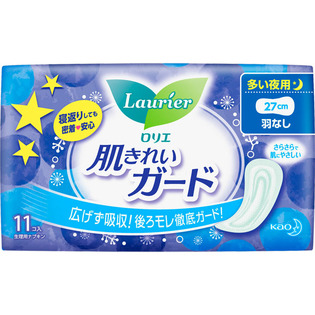 Laurier
ロリエ
肌きれい
ガード
寝返りしても
密着・安心
多い夜用
27cm
羽なし
さらさらで
肌にやさしい
広げず吸収!後ろモレ徹底ガード!
11コ入
生理用ナプキン
Kao